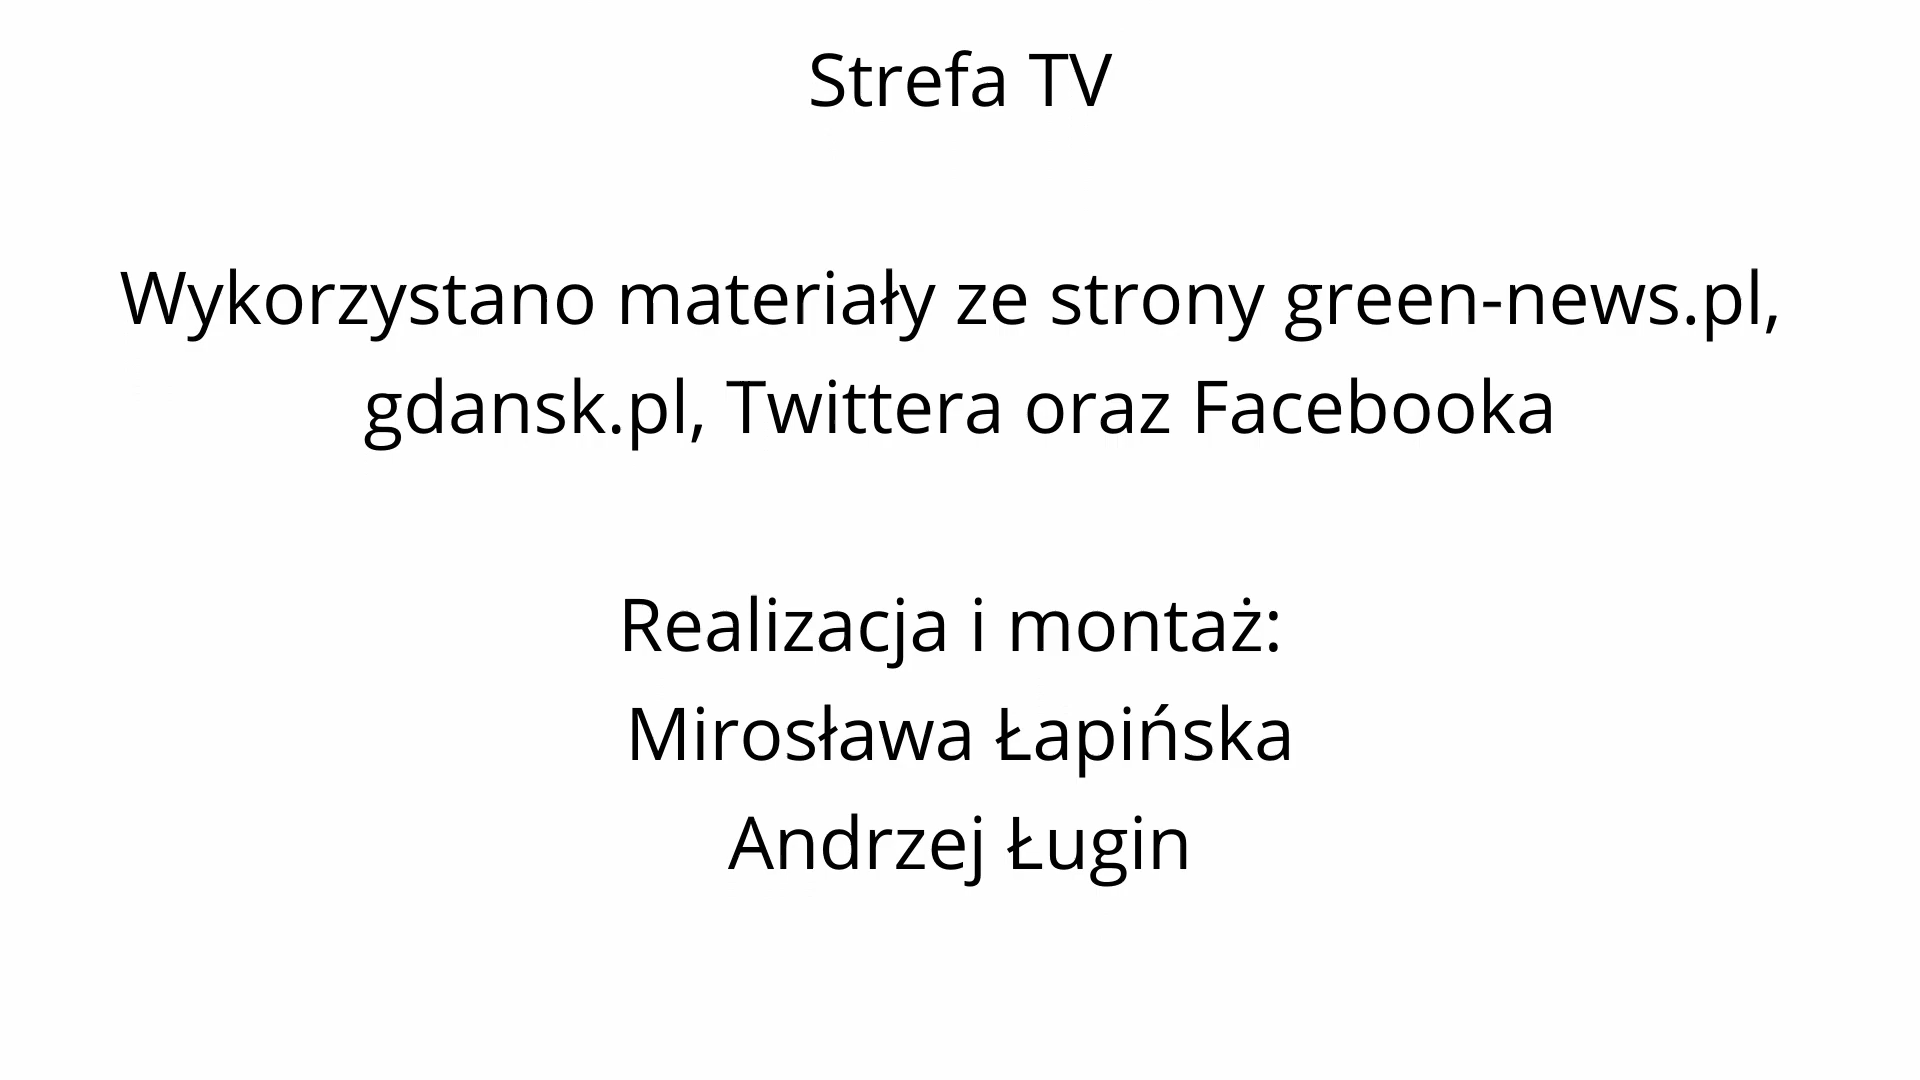 Strefa TV
Wykorzystano materiały ze strony green-news.pl,
gdansk.pl, Twittera oraz Facebooka
Realizacja i montaż:
Mirosława Łapińska
Andrzej Ługin